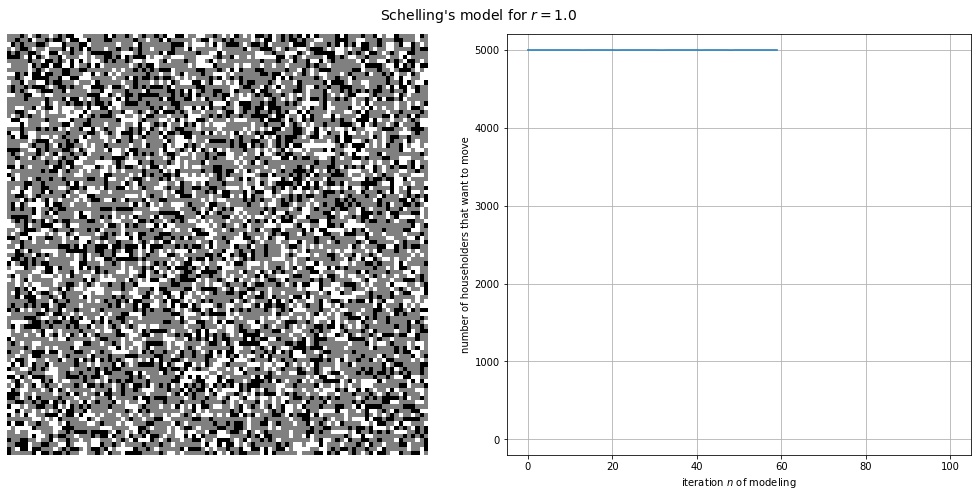 Schelling's model for r = 1.0
number of householders that want to move
5000
4000
3000
2000
1000
0
0 20 40 60 80 100
iteration n of modeling